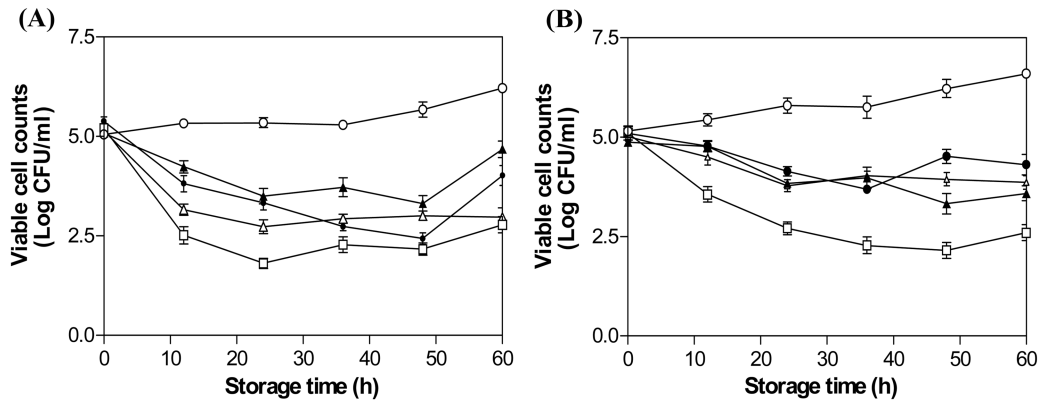 (A)
7.5
5.0
2.5
0.0
Viable cell counts
(Log CFU/ml)
0 10 20 30 40 50 60
Storage time (h)
(B)
7.5
5.0
2.5
0.0
Viable cell counts
(Log CFU/ml)
0 10 20 30 40 50 60
Storage time (h)